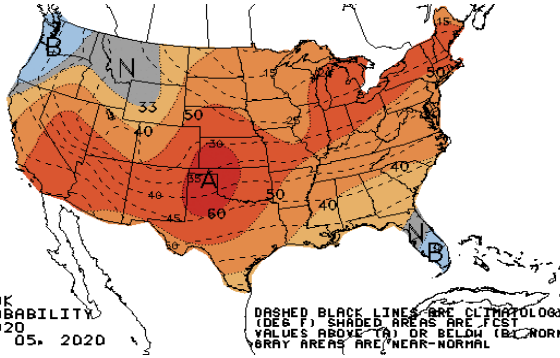 B
N
33
40
50
15
50
25
30
35
A
60
40
45
50
50
40
40
N
B
OK
OBABILITY
020
05, 2020
DASHED BLACK LINES ARE CLIMATOLOG
(DEG F) SHADED AREAS ARE FCST
VALUES ABOVE (A) OR BELOW (B) NORM
GRAY AREAS ARE NEAR-NORMAL